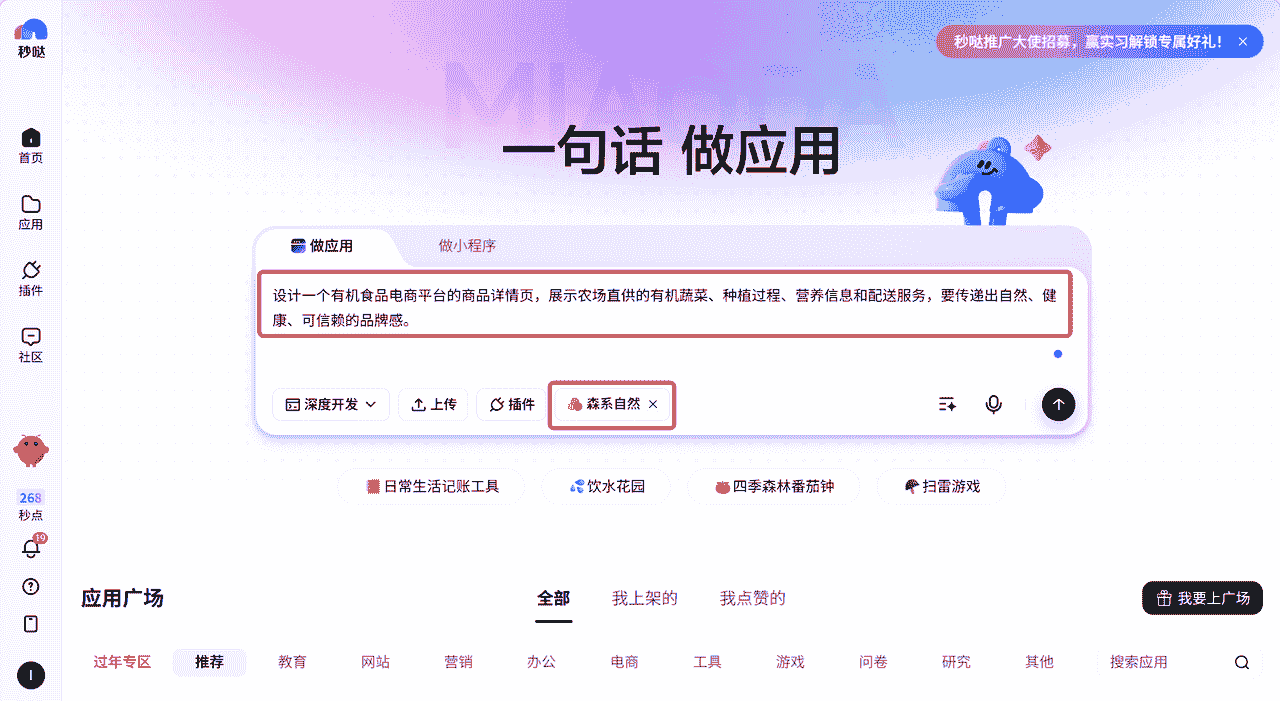 秒哒
秒哒推广大使招募，赢实习解锁专属好礼！
一句话 做应用
首页
应用
插件
社区
268
秒点
19
I
做应用
做小程序
设计一个有机食品电商平台的商品详情页，展示农场直供的有机蔬菜、种植过程、营养信息和配送服务，要传递出自然、健
康、可信赖的品牌感。
深度开发
上传
插件
森系自然
日常生活记账工具
饮水花园
四季森林番茄钟
扫雷游戏
应用广场
全部
我上架的
我点赞的
我要上广场
过年专区
推荐
教育
网站
营销
办公
电商
工具
游戏
问卷
研究
其他
搜索应用